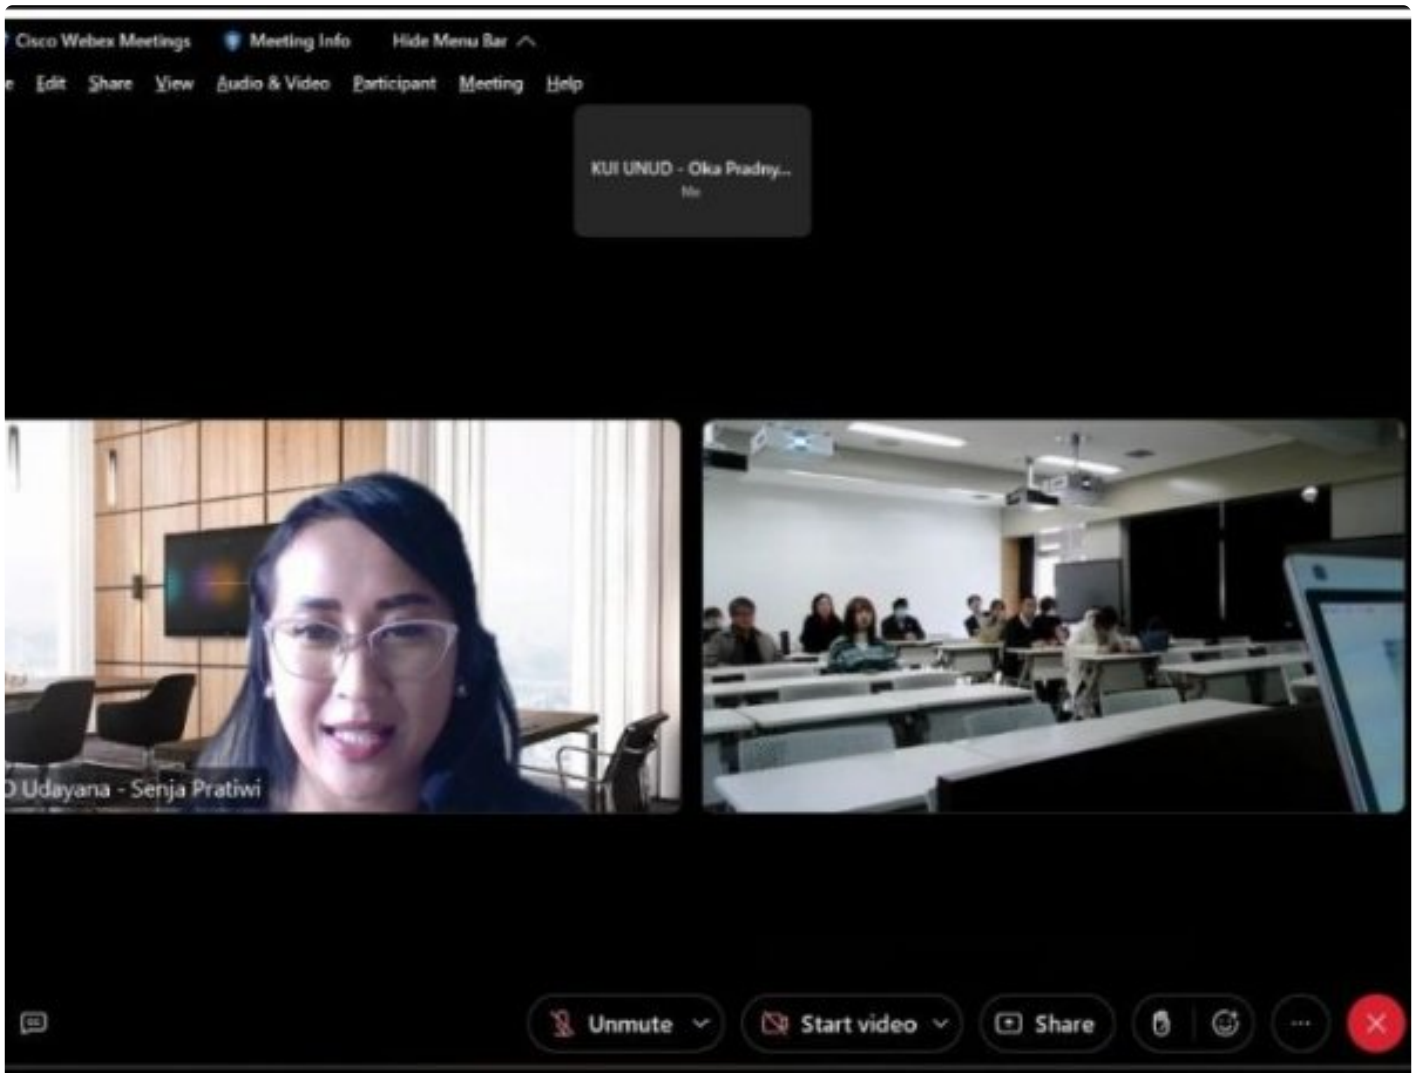 Cisco Webex Meetings Meeting Info Hide Menu Bar
e Edit Share View Audio & Video Participant Meeting Help
KUI UNUD - Oka Pradny...
Me
O Udayana - Senja Pratiwi
Unmute Start video Share